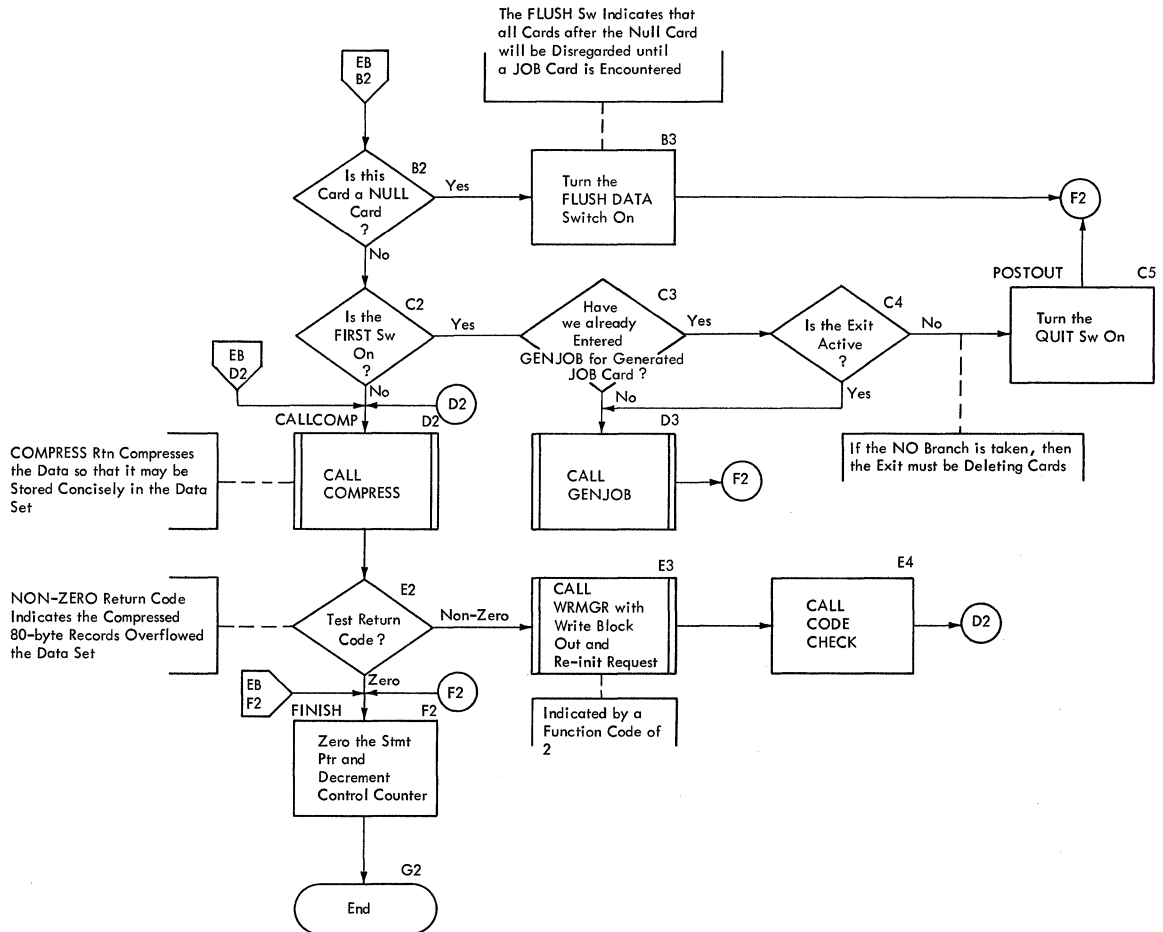 The FLUSH Sw Indicates that
all Cards after the Null Card
will be Disregarded until
a JOB Card is Encountered
EB
B2
B2
Is this
Card a NULL
Card
?
Yes
No
B3
Turn the
FLUSH DATA
Switch On
F2
C2
Is the
FIRST Sw
On
?
Yes
No
C3
Have
we already
Entered
GENJOB for Generated
JOB Card ?
Yes
No
C4
Is the Exit
Active
?
No
Yes
POSTOUT
C5
Turn the
QUIT Sw On
If the NO Branch is taken, then
the Exit must be Deleting Cards
EB
D2
D2
CALLCOMP
D2
CALL
COMPRESS
COMPRESS Rtn Compresses
the Data so that it may be
Stored Concisely in the Data
Set
D3
CALL
GENJOB
F2
E2
Test Return
Code ?
Non-Zero
Zero
NON-ZERO Return Code
Indicates the Compressed
80-byte Records Overflowed
the Data Set
E3
CALL
WRMGR with
Write Block
Out and
Re-init Request
Indicated by a
Function Code of
2
E4
CALL
CODE
CHECK
D2
EB
F2
F2
FINISH
F2
Zero the Stmt
Ptr and
Decrement
Control Counter
G2
End